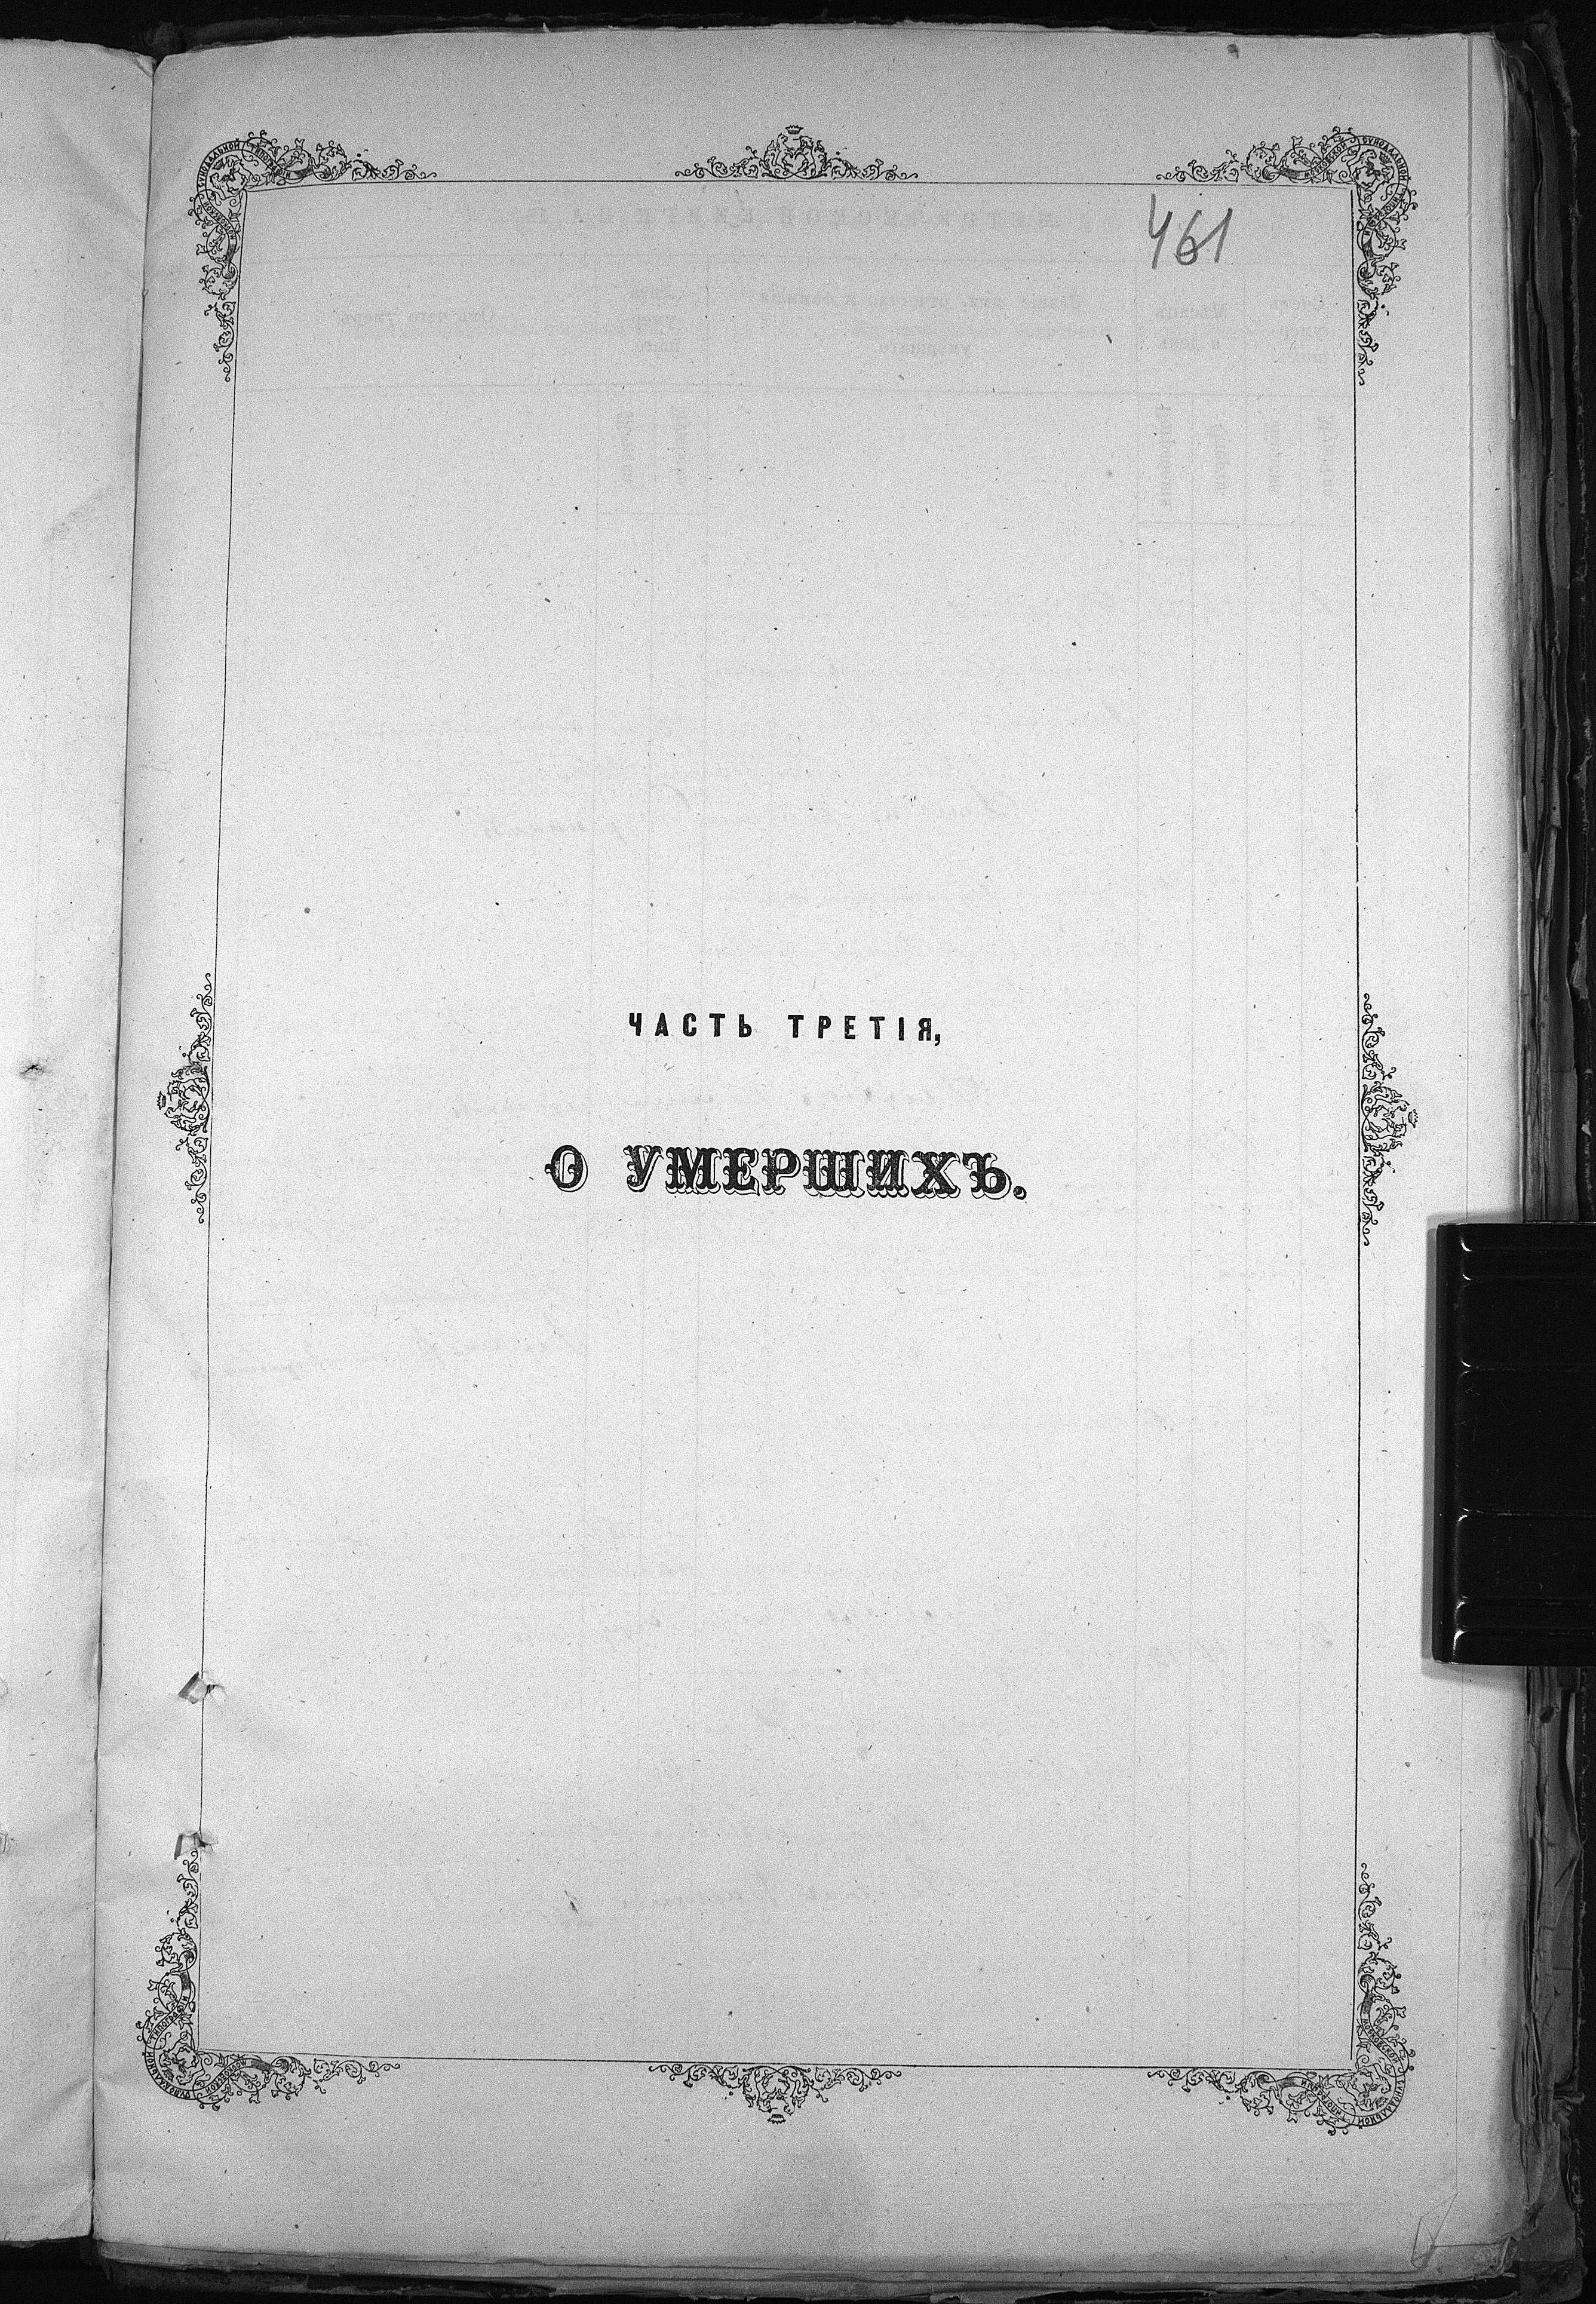 461
ЧАСТЬ ТРЕТІЯ,
О УМЕРШИХЪ.